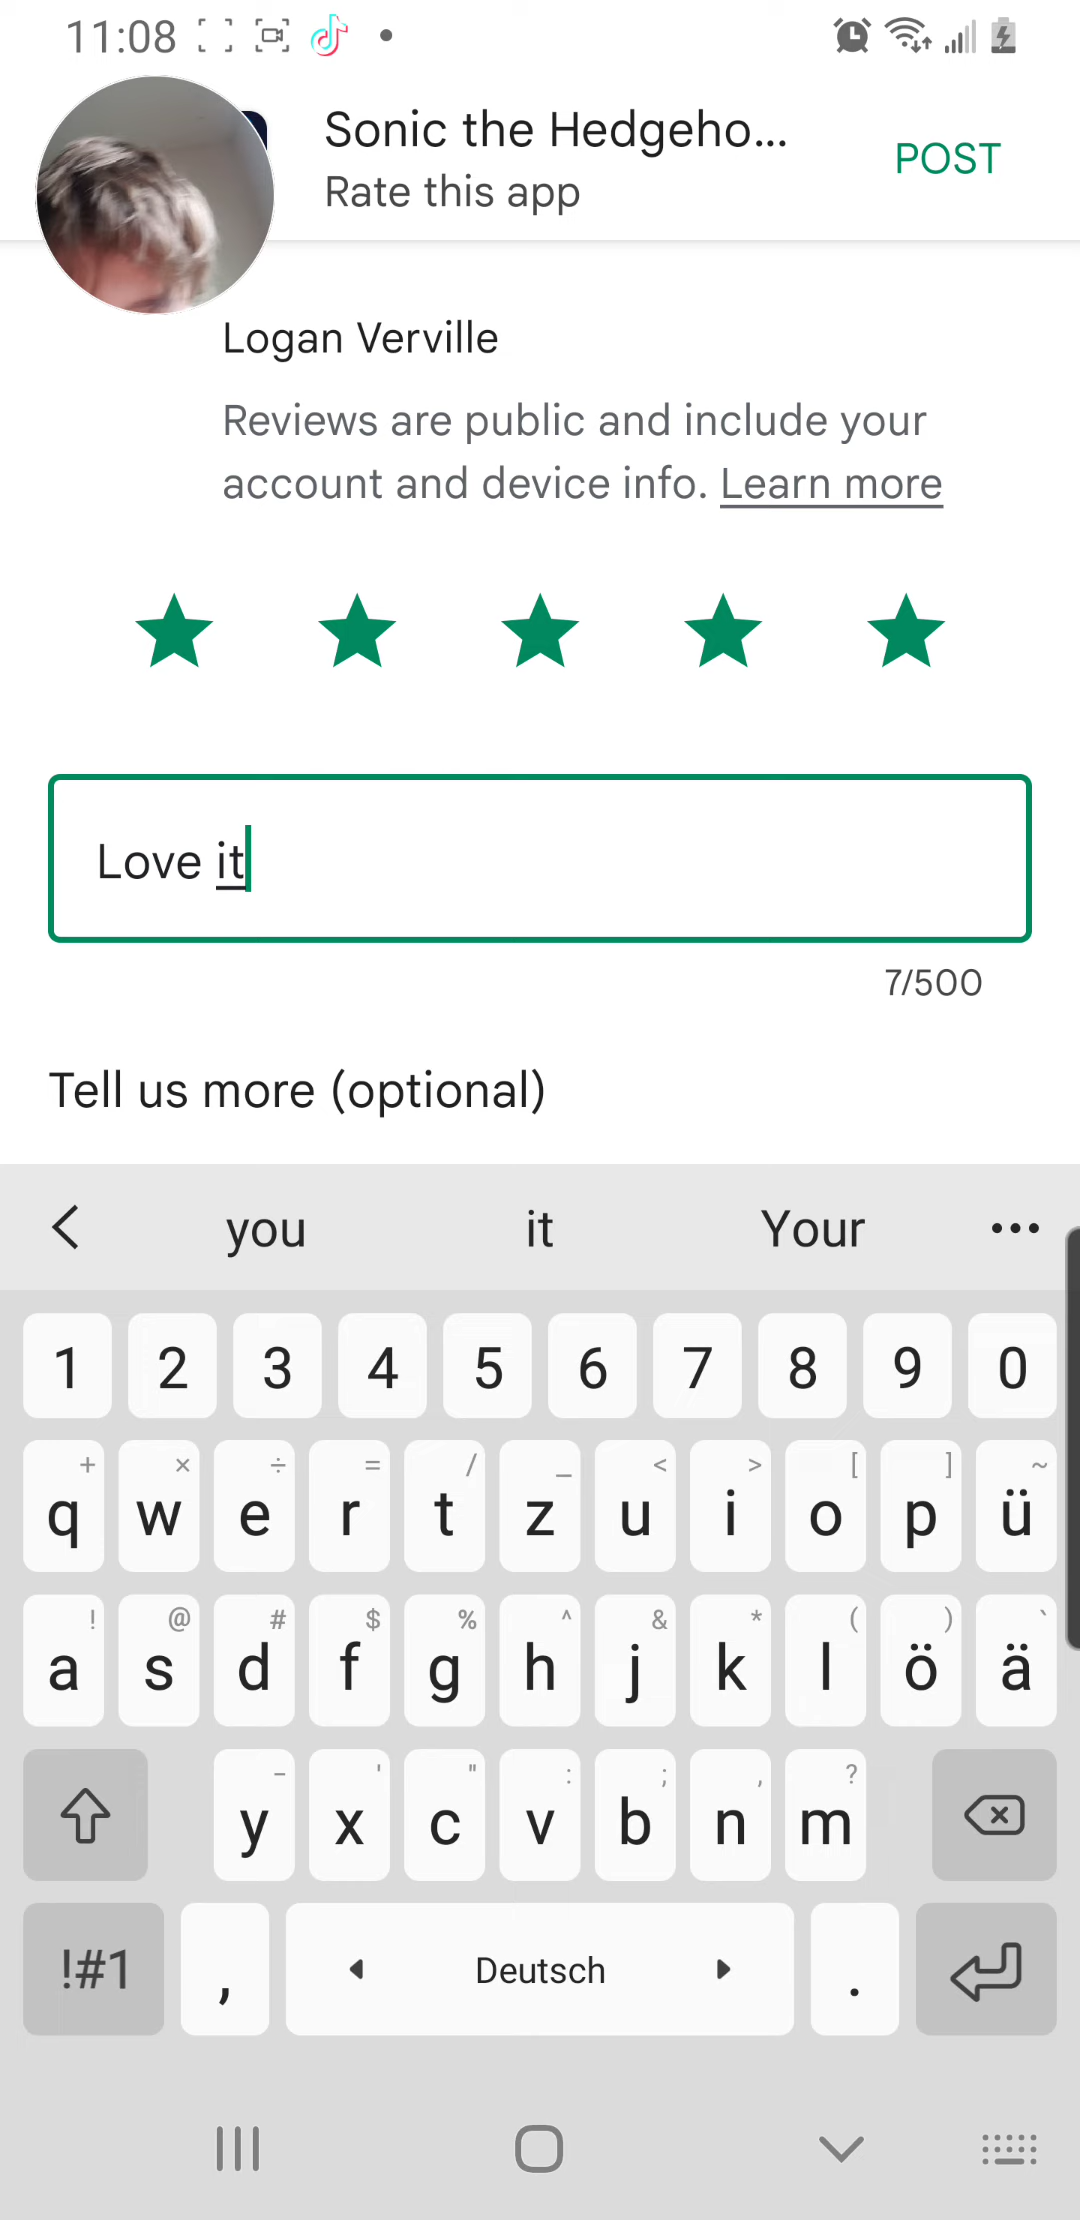 11:08
Sonic the Hedgeho...
Rate this app
POST
Logan Verville
Reviews are public and include your
account and device info. Learn more
Love it
7/500
Tell us more (optional)
you it Your
1 2 3 4 5 6 7 8 9 0
+ × ÷ = / _ < > [ ] ~
q w e r t z u i o p ü
! @ # $ % ^ & * ( ) `
a s d f g h j k l ö ä
- ' " : ; , ?
y x c v b n m
!#1 , Deutsch .